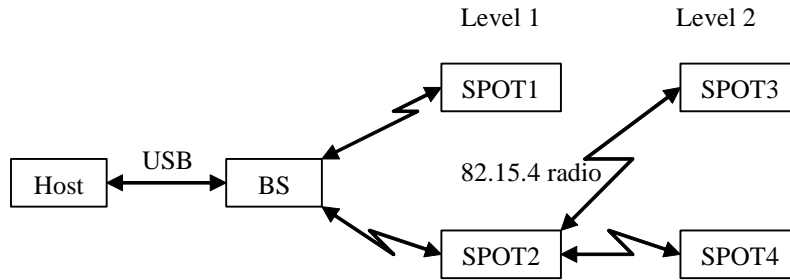 Level 1 Level 2
SPOT1 SPOT3
USB
82.15.4 radio
Host BS
SPOT2 SPOT4